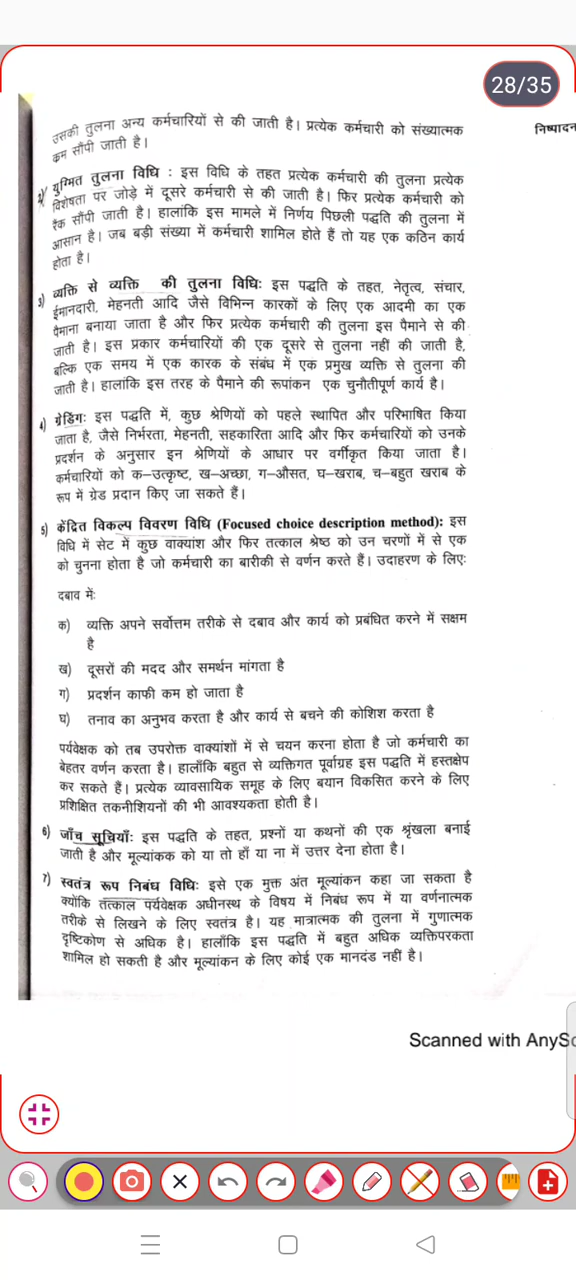 28/35
उसकी तुलना अन्य कर्मचारियों से की जाती है। प्रत्येक कर्मचारी को संख्यात्मक
क्रम सौंपी जाती है।
निष्पादन
2) युग्मित तुलना विधि : इस विधि के तहत प्रत्येक कर्मचारी की तुलना प्रत्येक
विशेषता पर जोड़े में दूसरे कर्मचारी से की जाती है। फिर प्रत्येक कर्मचारी को
रैंक सौंपी जाती है। हालांकि इस मामले में निर्णय पिछली पद्धति की तुलना में
आसान है। जब बड़ी संख्या में कर्मचारी शामिल होते हैं तो यह एक कठिन कार्य
होता है।
3) व्यक्ति से व्यक्ति की तुलना विधिः इस पद्धति के तहत, नेतृत्व, संचार,
ईमानदारी, मेहनती आदि जैसे विभिन्न कारकों के लिए एक आदमी का एक
पैमाना बनाया जाता है और फिर प्रत्येक कर्मचारी की तुलना इस पैमाने से की
जाती है। इस प्रकार कर्मचारियों की एक दूसरे से तुलना नहीं की जाती है,
बल्कि एक समय में एक कारक के संबंध में एक प्रमुख व्यक्ति से तुलना की
जाती है। हालांकि इस तरह के पैमाने की रूपांकन एक चुनौतीपूर्ण कार्य है।
4) ग्रेडिंगः इस पद्धति में, कुछ श्रेणियों को पहले स्थापित और परिभाषित किया
जाता है, जैसे निर्भरता, मेहनती, सहकारिता आदि और फिर कर्मचारियों को उनके
प्रदर्शन के अनुसार इन श्रेणियों के आधार पर वर्गीकृत किया जाता है।
कर्मचारियों को क–उत्कृष्ट, ख–अच्छा, ग–औसत, घ–खराब, च–बहुत खराब के
रूप में ग्रेड प्रदान किए जा सकते हैं।
5) केंद्रित विकल्प विवरण विधि (Focused choice description method): इस
विधि में सेट में कुछ वाक्यांश और फिर तत्काल श्रेष्ठ को उन चरणों में से एक
को चुनना होता है जो कर्मचारी का बारीकी से वर्णन करते हैं। उदाहरण के लिएः
दबाव मेंः
क) व्यक्ति अपने सर्वोत्तम तरीके से दबाव और कार्य को प्रबंधित करने में सक्षम
है
ख) दूसरों की मदद और समर्थन मांगता है
ग) प्रदर्शन काफी कम हो जाता है
घ) तनाव का अनुभव करता है और कार्य से बचने की कोशिश करता है
पर्यवेक्षक को तब उपरोक्त वाक्यांशों में से चयन करना होता है जो कर्मचारी का
बेहतर वर्णन करता है। हालाँकि बहुत से व्यक्तिगत पूर्वाग्रह इस पद्धति में हस्तक्षेप
कर सकते हैं। प्रत्येक व्यावसायिक समूह के लिए बयान विकसित करने के लिए
प्रशिक्षित तकनीशियनों की भी आवश्यकता होती है।
6) जाँच सूचियाँः इस पद्धति के तहत, प्रश्नों या कथनों की एक श्रृंखला बनाई
जाती है और मूल्यांकक को या तो हाँ या ना में उत्तर देना होता है।
7) स्वतंत्र रूप निबंध विधिः इसे एक मुक्त अंत मूल्यांकन कहा जा सकता है
क्योंकि तत्काल पर्यवेक्षक अधीनस्थ के विषय में निबंध रूप में या वर्णनात्मक
तरीके से लिखने के लिए स्वतंत्र है। यह मात्रात्मक की तुलना में गुणात्मक
दृष्टिकोण से अधिक है। हालाँकि इस पद्धति में बहुत अधिक व्यक्तिपरकता
शामिल हो सकती है और मूल्यांकन के लिए कोई एक मानदंड नहीं है।
Scanned with AnySc